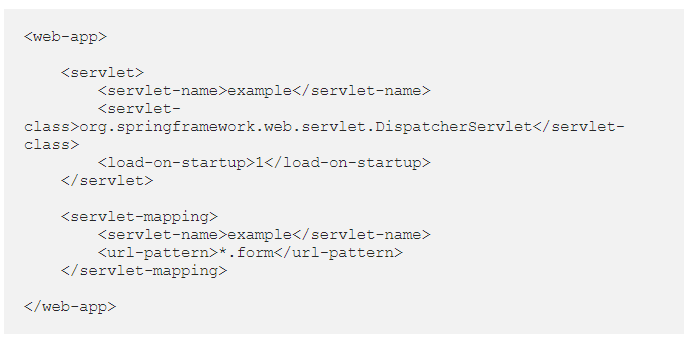 <web-app>
<servlet>
<servlet-name>example</servlet-name>
<servlet-
class>org.springframework.web.servlet.DispatcherServlet</servlet-
class>
<load-on-startup>1</load-on-startup>
</servlet>
<servlet-mapping>
<servlet-name>example</servlet-name>
<url-pattern>*.form</url-pattern>
</servlet-mapping>
</web-app>